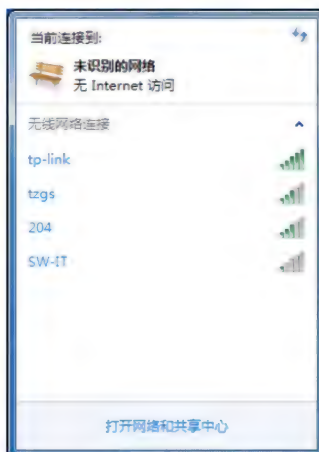 当前连接到:
未识别的网络
无 Internet 访问
无线网络连接
tp-link
tzgs
204
SW-IT
打开网络和共享中心